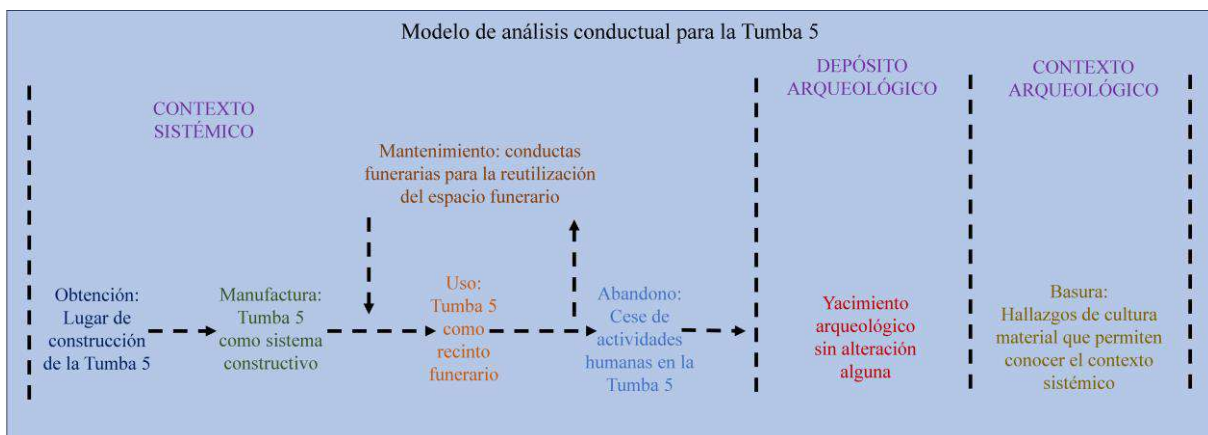 Modelo de análisis conductual para la Tumba 5
CONTEXTO
SISTÉMICO
DEPÓSITO
ARQUEOLÓGICO
CONTEXTO
ARQUEOLÓGICO
Mantenimiento: conductas
funerarias para la reutilización
del espacio funerario
Obtención:
Lugar de
construcción
de la Tumba 5
Manufactura:
Tumba 5
como sistema
constructivo
Uso:
Tumba 5
como
recinto
funerario
Abandono:
Cese de
actividades
humanas en la
Tumba 5
Yacimiento
arqueológico
sin alteración
alguna
Basura:
Hallazgos de cultura
material que permiten
conocer el contexto
sistémico